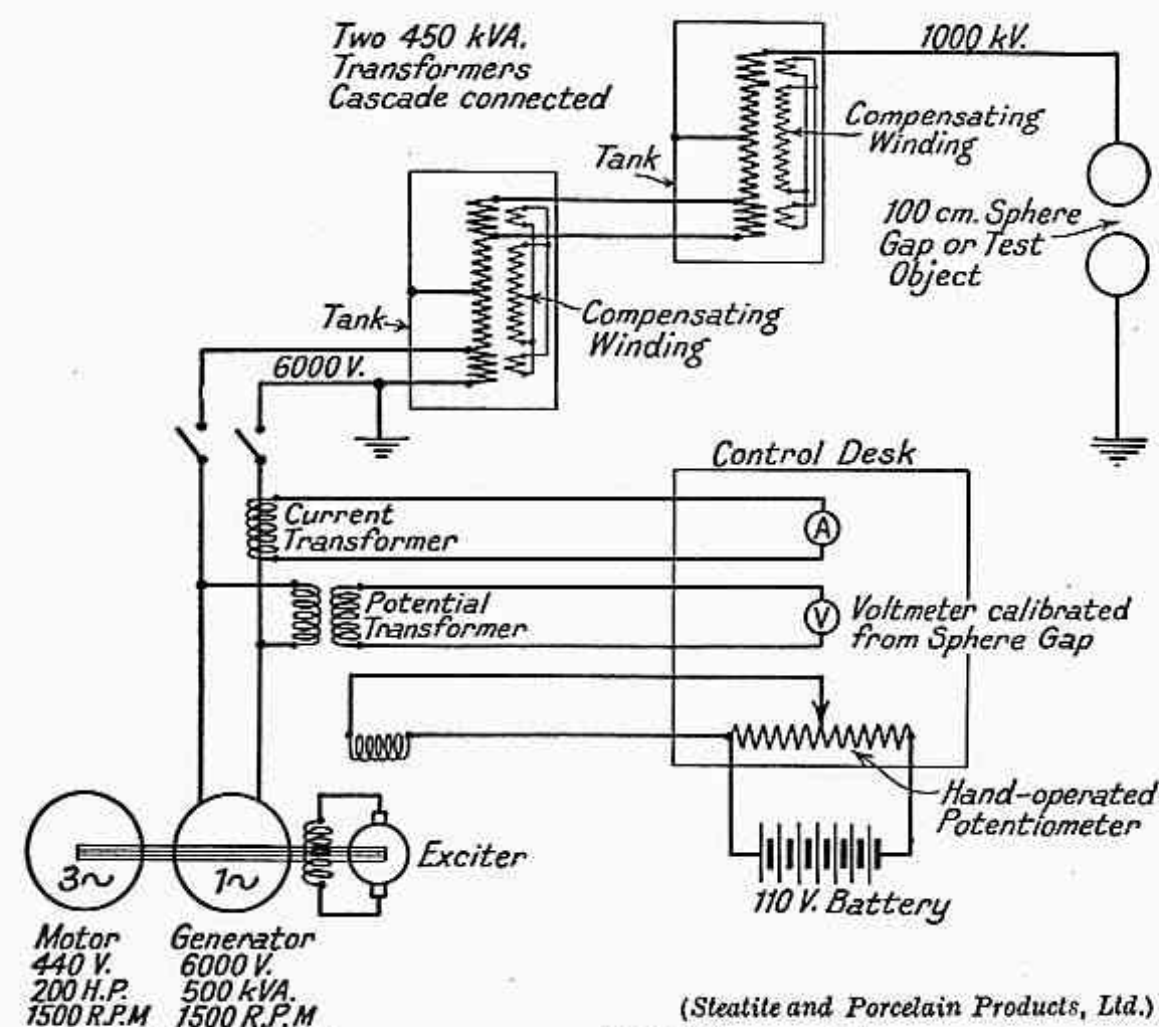 Two 450 kVA.
Transformers
Cascade connected
1000 kV.
Compensating
Winding
Tank
100 cm. Sphere
Gap or Test
Object
Tank
Compensating
Winding
6000 V.
Control Desk
Current
Transformer
A
Potential
Transformer
V
Voltmeter calibrated
from Sphere Gap
Hand-operated
Potentiometer
3~
1~
Exciter
110 V. Battery
Motor
440 V.
200 H.P.
1500 R.P.M
Generator
6000 V.
500 kVA.
1500 R.P.M
(Steatite and Porcelain Products, Ltd.)